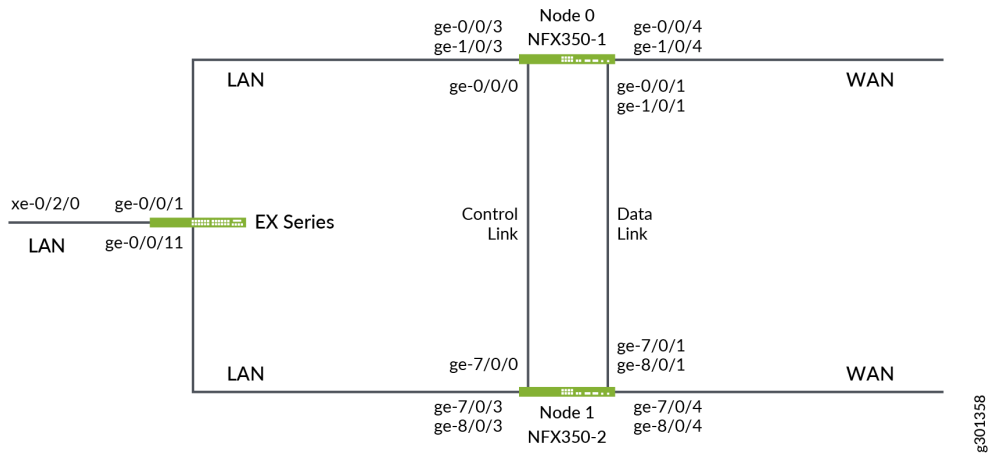 Node 0
NFX350-1
ge-0/0/3
ge-1/0/3
ge-0/0/4
ge-1/0/4
LAN
ge-0/0/0
ge-0/0/1
ge-1/0/1
WAN
xe-0/2/0
ge-0/0/1
EX Series
LAN
ge-0/0/11
Control
Link
Data
Link
LAN
ge-7/0/0
ge-7/0/1
ge-8/0/1
WAN
ge-7/0/3
ge-8/0/3
Node 1
NFX350-2
ge-7/0/4
ge-8/0/4
g301358